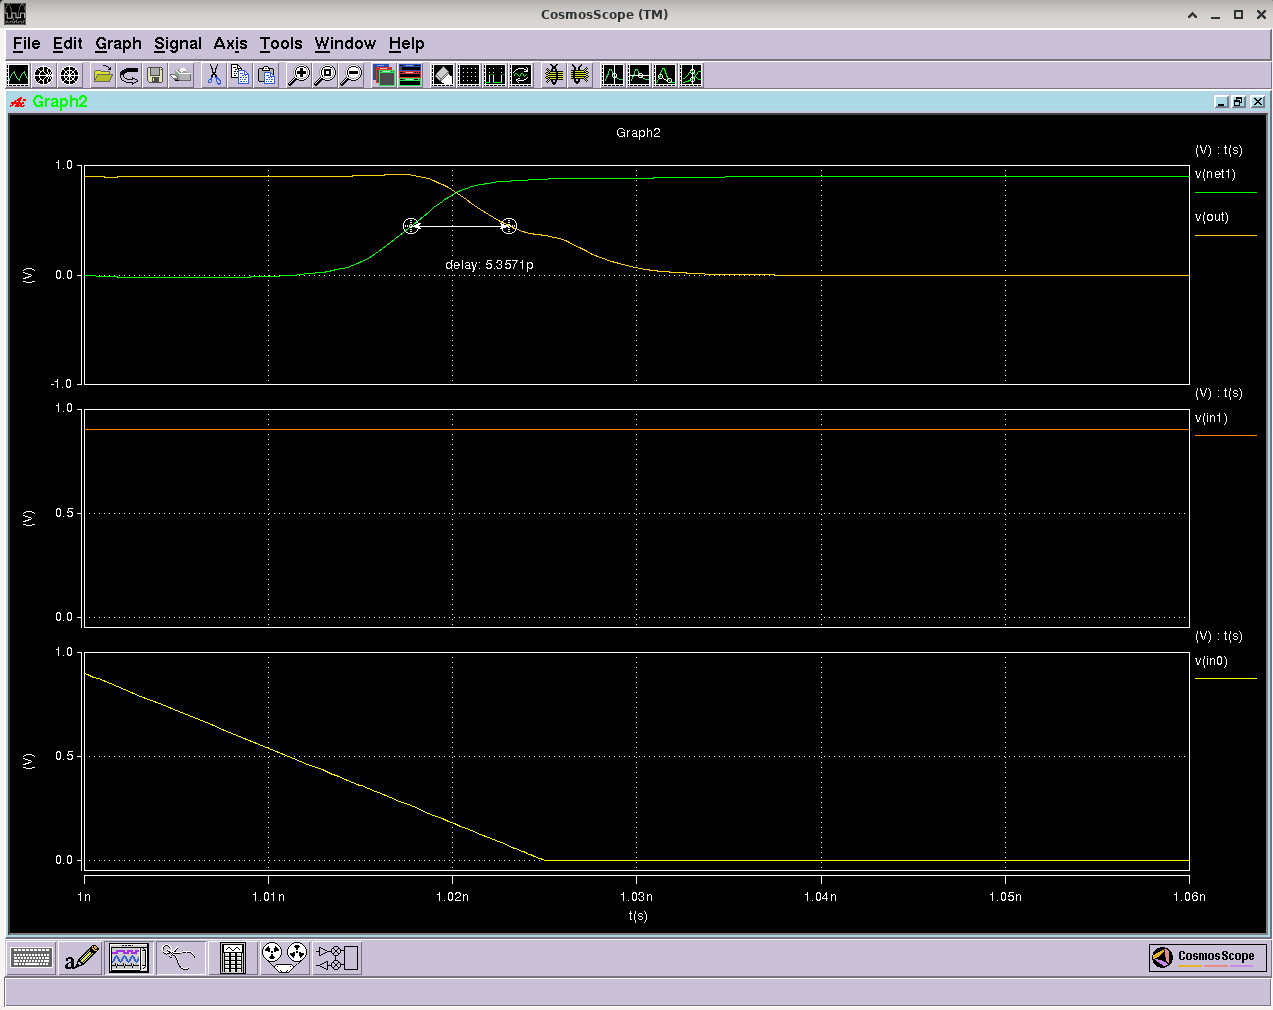 CosmosScope (TM)
File Edit Graph Signal Axis Tools Window Help
Graph2
Graph2
(V) : t(s)
v(net1)
v(out)
1.0
0.0
-1.0
(V)
delay: 5.3571p
(V) : t(s)
v(in1)
1.0
0.5
0.0
(V)
(V) : t(s)
v(in0)
1.0
0.5
0.0
(V)
1n 1.01n 1.02n 1.03n 1.04n 1.05n 1.06n
t(s)
a
CosmosScope